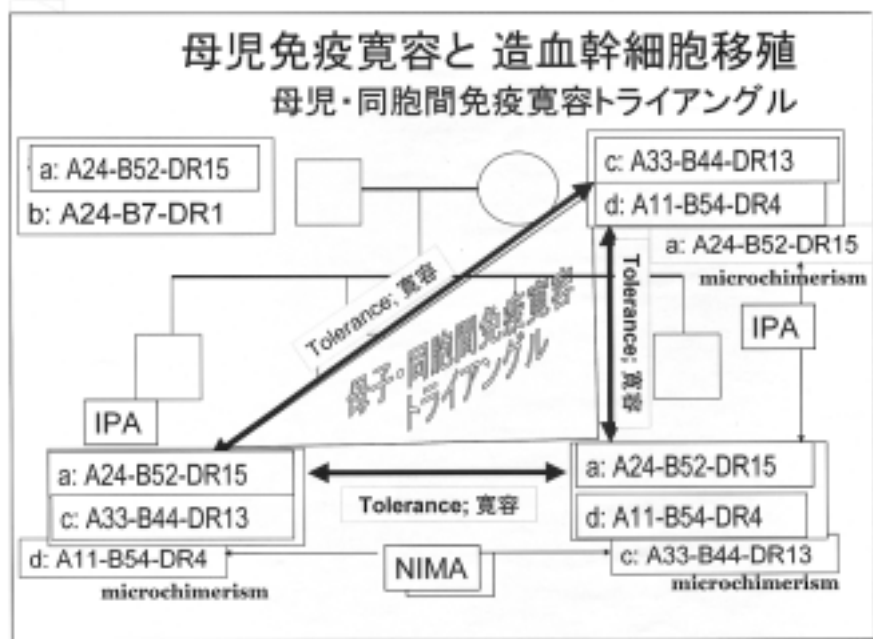 母児免疫寛容と 造血幹細胞移殖
母児・同胞間免疫寛容トライアングル
a: A24-B52-DR15
b: A24-B7-DR1
c: A33-B44-DR13
d: A11-B54-DR4
a: A24-B52-DR15
microchimerism
Tolerance; 寛容
Tolerance; 寛容
母子・同胞間免疫寛容
トライアングル
IPA
IPA
a: A24-B52-DR15
c: A33-B44-DR13
d: A11-B54-DR4
microchimerism
Tolerance; 寛容
NIMA
a: A24-B52-DR15
d: A11-B54-DR4
c: A33-B44-DR13
microchimerism